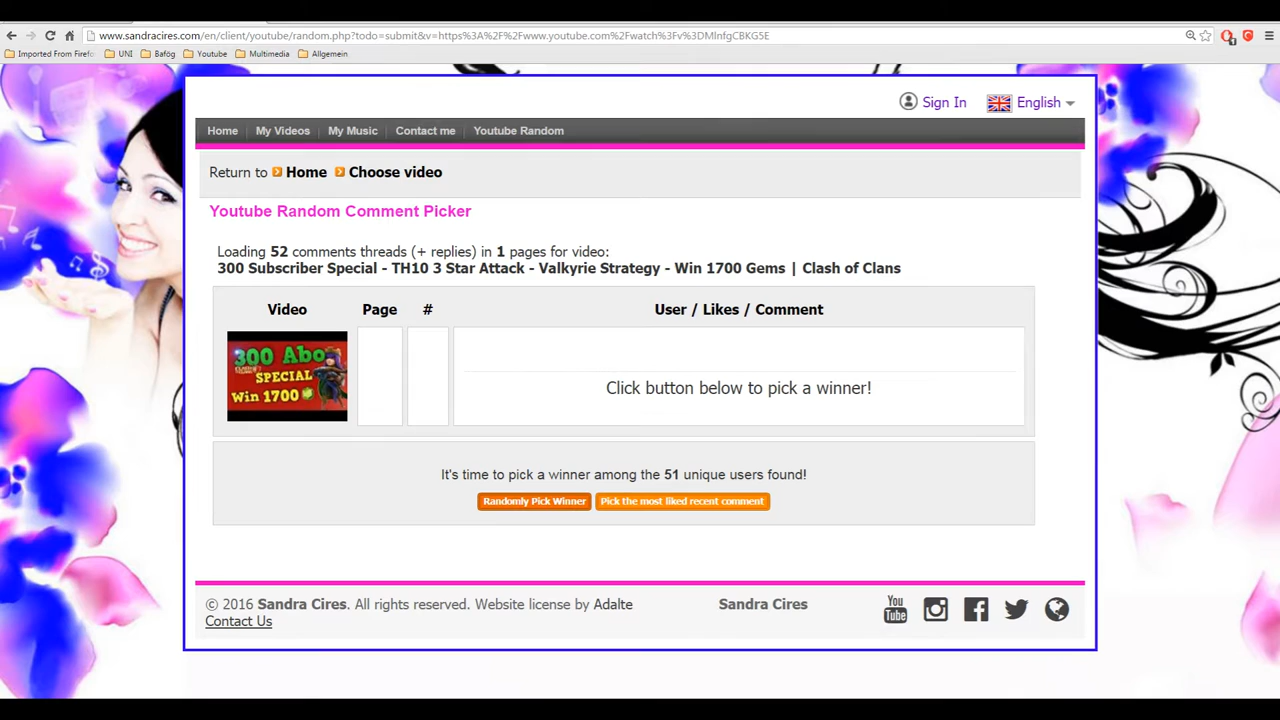 www.sandracires.com/en/client/youtube/random.php?todo=submit&v=https%3A%2F%2Fwww.youtube.com%2Fwatch%3Fv%3DMlnfgCBKG5E
Imported From Firefo UNI Bafög Youtube Multimedia Allgemein
Sign In English
Home My Videos My Music Contact me Youtube Random
Return to Home Choose video
Youtube Random Comment Picker
Loading 52 comments threads (+ replies) in 1 pages for video:
300 Subscriber Special - TH10 3 Star Attack - Valkyrie Strategy - Win 1700 Gems | Clash of Clans
Video Page # User / Likes / Comment
300 Abo
SPECIAL
Win 1700
Click button below to pick a winner!
It's time to pick a winner among the 51 unique users found!
Randomly Pick Winner Pick the most liked recent comment
© 2016 Sandra Cires. All rights reserved. Website license by Adalte Sandra Cires You Tube
Contact Us